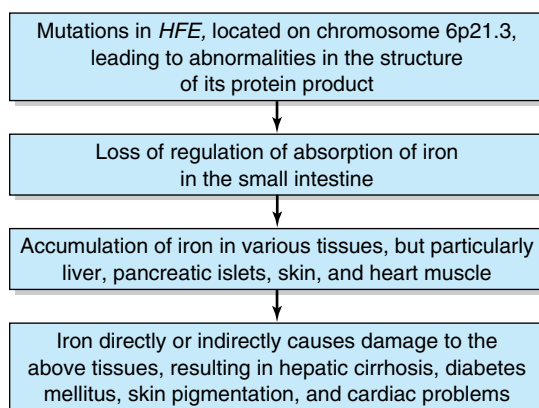 Mutations in HFE, located on chromosome 6p21.3,
leading to abnormalities in the structure
of its protein product
Loss of regulation of absorption of iron
in the small intestine
Accumulation of iron in various tissues, but particularly
liver, pancreatic islets, skin, and heart muscle
Iron directly or indirectly causes damage to the
above tissues, resulting in hepatic cirrhosis, diabetes
mellitus, skin pigmentation, and cardiac problems